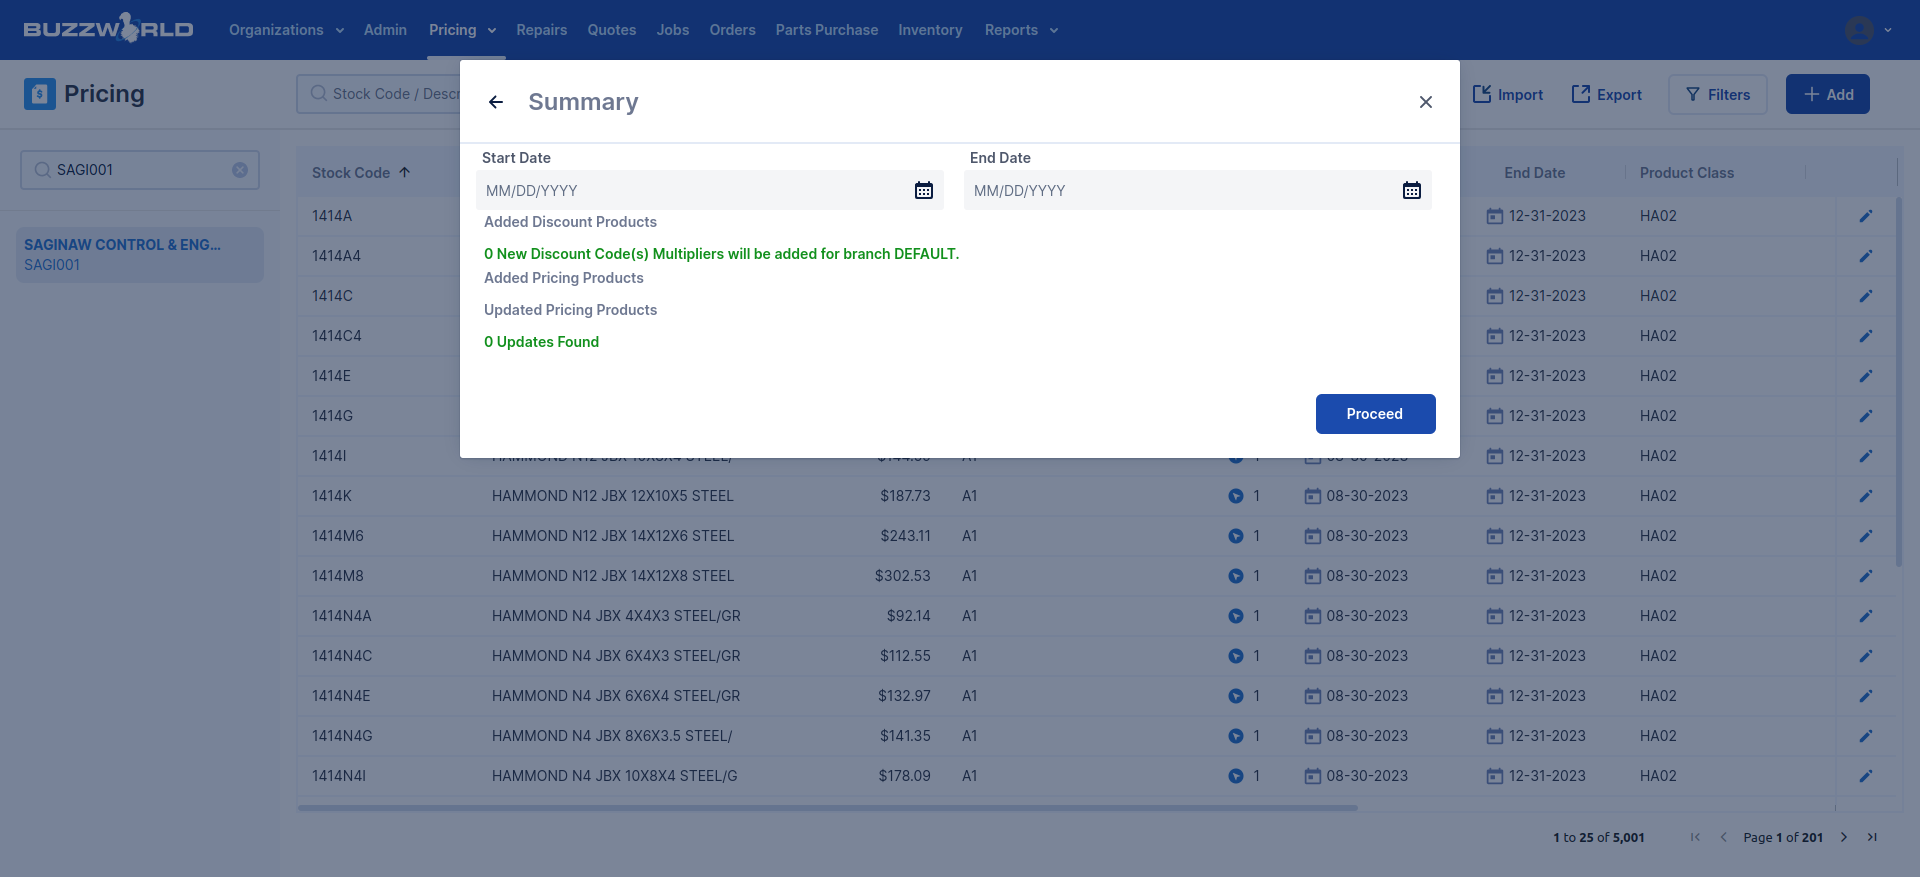 BUZZWORLD
Organizations Admin Pricing Repairs Quotes Jobs Orders Parts Purchase Inventory Reports
Pricing
Stock Code / Descr
Import Export Filters Add
SAGI001
SAGINAW CONTROL & ENG...
SAGI001
Summary
Start Date End Date
MM/DD/YYYY MM/DD/YYYY
Added Discount Products
0 New Discount Code(s) Multipliers will be added for branch DEFAULT.
Added Pricing Products
Updated Pricing Products
0 Updates Found
Proceed
Stock Code End Date Product Class
1414A 12-31-2023 HA02
1414A4 12-31-2023 HA02
1414C 12-31-2023 HA02
1414C4 12-31-2023 HA02
1414E 12-31-2023 HA02
1414G 12-31-2023 HA02
1414I HAMMOND N12 JBX 10X8X4 STEEL/ A1 1 08-30-2023 12-31-2023 HA02
1414K HAMMOND N12 JBX 12X10X5 STEEL $187.73 A1 1 08-30-2023 12-31-2023 HA02
1414M6 HAMMOND N12 JBX 14X12X6 STEEL $243.11 A1 1 08-30-2023 12-31-2023 HA02
1414M8 HAMMOND N12 JBX 14X12X8 STEEL $302.53 A1 1 08-30-2023 12-31-2023 HA02
1414N4A HAMMOND N4 JBX 4X4X3 STEEL/GR $92.14 A1 1 08-30-2023 12-31-2023 HA02
1414N4C HAMMOND N4 JBX 6X4X3 STEEL/GR $112.55 A1 1 08-30-2023 12-31-2023 HA02
1414N4E HAMMOND N4 JBX 6X6X4 STEEL/GR $132.97 A1 1 08-30-2023 12-31-2023 HA02
1414N4G HAMMOND N4 JBX 8X6X3.5 STEEL/ $141.35 A1 1 08-30-2023 12-31-2023 HA02
1414N4I HAMMOND N4 JBX 10X8X4 STEEL/G $178.09 A1 1 08-30-2023 12-31-2023 HA02
1 to 25 of 5,001 Page 1 of 201